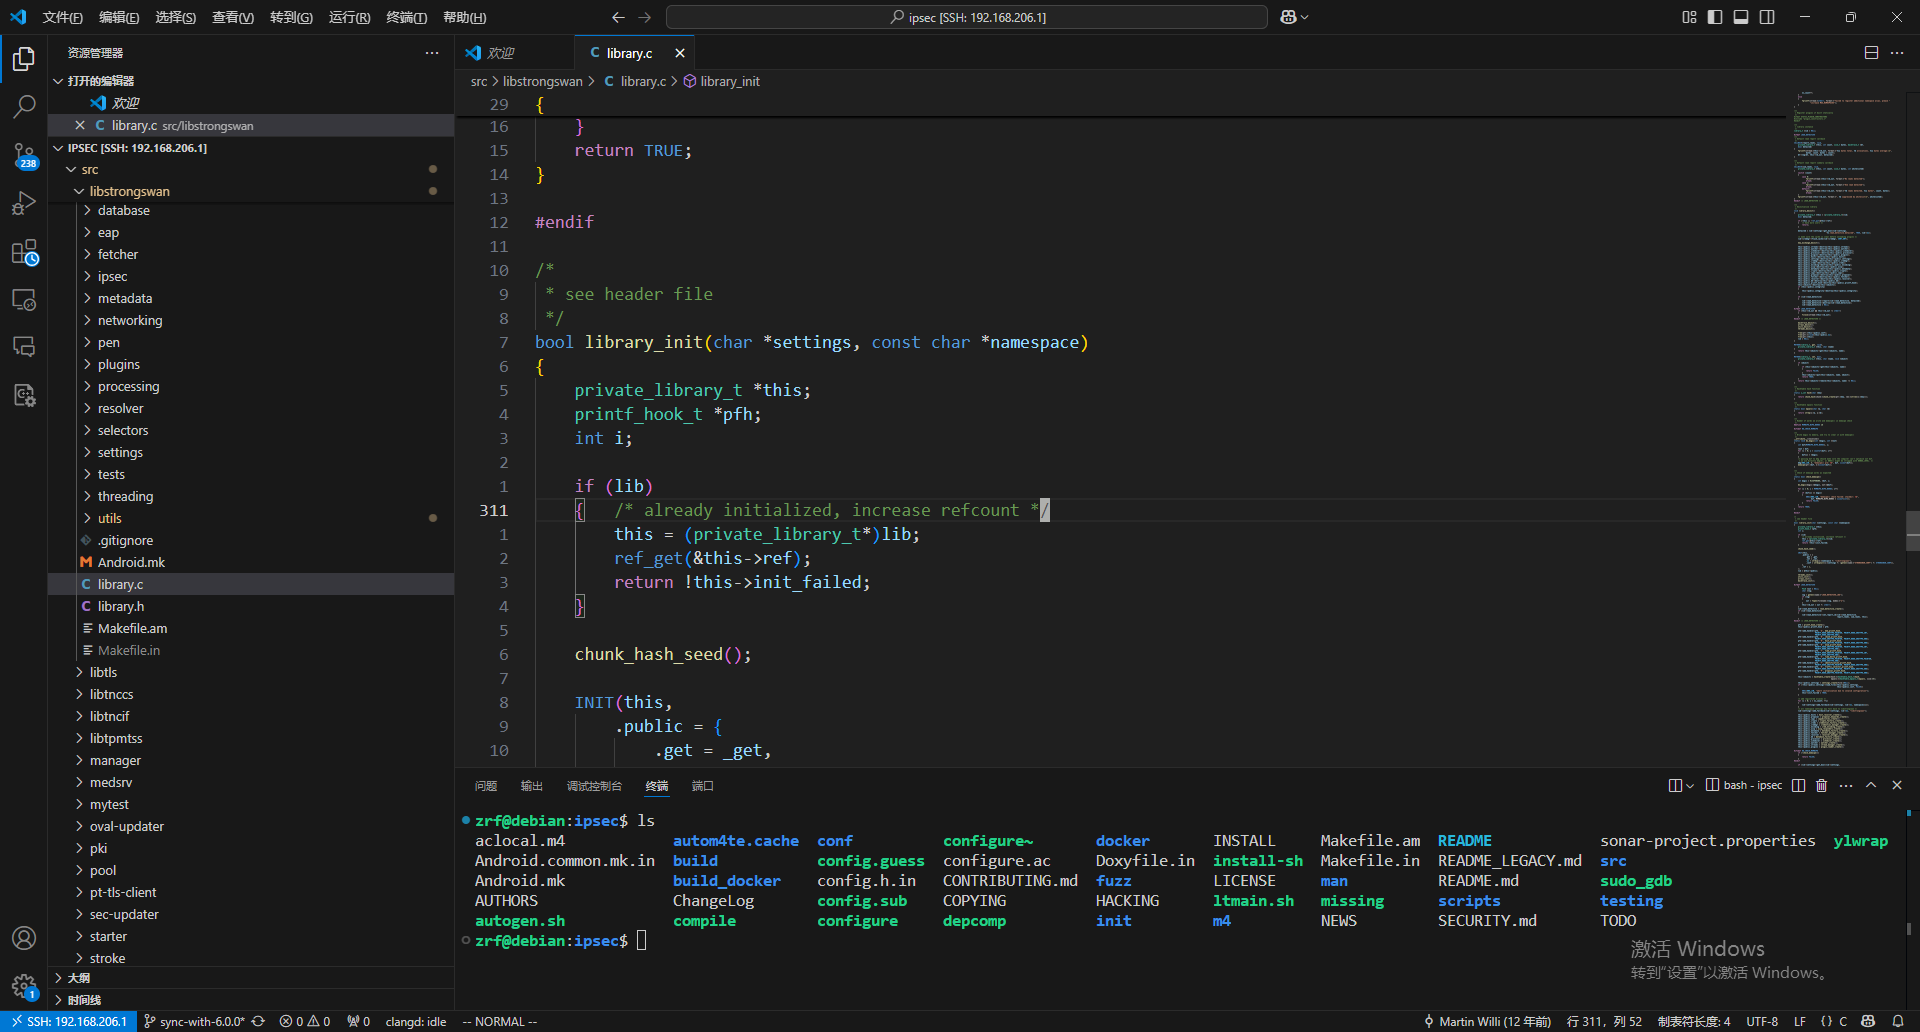 文件(F) 编辑(E) 选择(S) 查看(V) 转到(G) 运行(R) 终端(T) 帮助(H) ipsec [SSH: 192.168.206.1]
资源管理器
打开的编辑器
欢迎
library.c src/libstrongswan
IPSEC [SSH: 192.168.206.1]
238
src
libstrongswan
database
eap
fetcher
ipsec
metadata
networking
pen
plugins
processing
resolver
selectors
settings
tests
threading
utils
.gitignore
M Android.mk
C library.c
C library.h
Makefile.am
Makefile.in
libtls
libtnccs
libtncif
libtpmtss
manager
medsrv
mytest
oval-updater
pki
pool
pt-tls-client
sec-updater
starter
stroke
大纲
时间线
1
欢迎
C library.c
src > libstrongswan > C library.c > library_init
29 {
16 }
15 return TRUE;
14 }
13
12 #endif
11
10 /*
9 * see header file
8 */
7 bool library_init(char *settings, const char *namespace)
6 {
5 private_library_t *this;
4 printf_hook_t *pfh;
3 int i;
2
1 if (lib)
311 { /* already initialized, increase refcount */
1 this = (private_library_t*)lib;
2 ref_get(&this->ref);
3 return !this->init_failed;
4 }
5
6 chunk_hash_seed();
7
8 INIT(this,
9 .public = {
10 .get = _get,
问题 输出 调试控制台 终端 端口 bash - ipsec
zrf@debian:ipsec$ ls
aclocal.m4 autom4te.cache conf configure~ docker INSTALL Makefile.am README sonar-project.properties ylwrap
Android.common.mk.in build config.guess configure.ac Doxyfile.in install-sh Makefile.in README_LEGACY.md src
Android.mk build_docker config.h.in CONTRIBUTING.md fuzz LICENSE man README.md sudo_gdb
AUTHORS ChangeLog config.sub COPYING HACKING ltmain.sh missing scripts testing
autogen.sh compile configure depcomp init m4 NEWS SECURITY.md TODO
zrf@debian:ipsec$
激活 Windows
转到"设置"以激活 Windows。
SSH: 192.168.206.1 sync-with-6.0.0* 0 0 0 clangd: idle -- NORMAL -- Martin Willi (12 年前) 行 311，列 52 制表符长度: 4 UTF-8 LF {} C